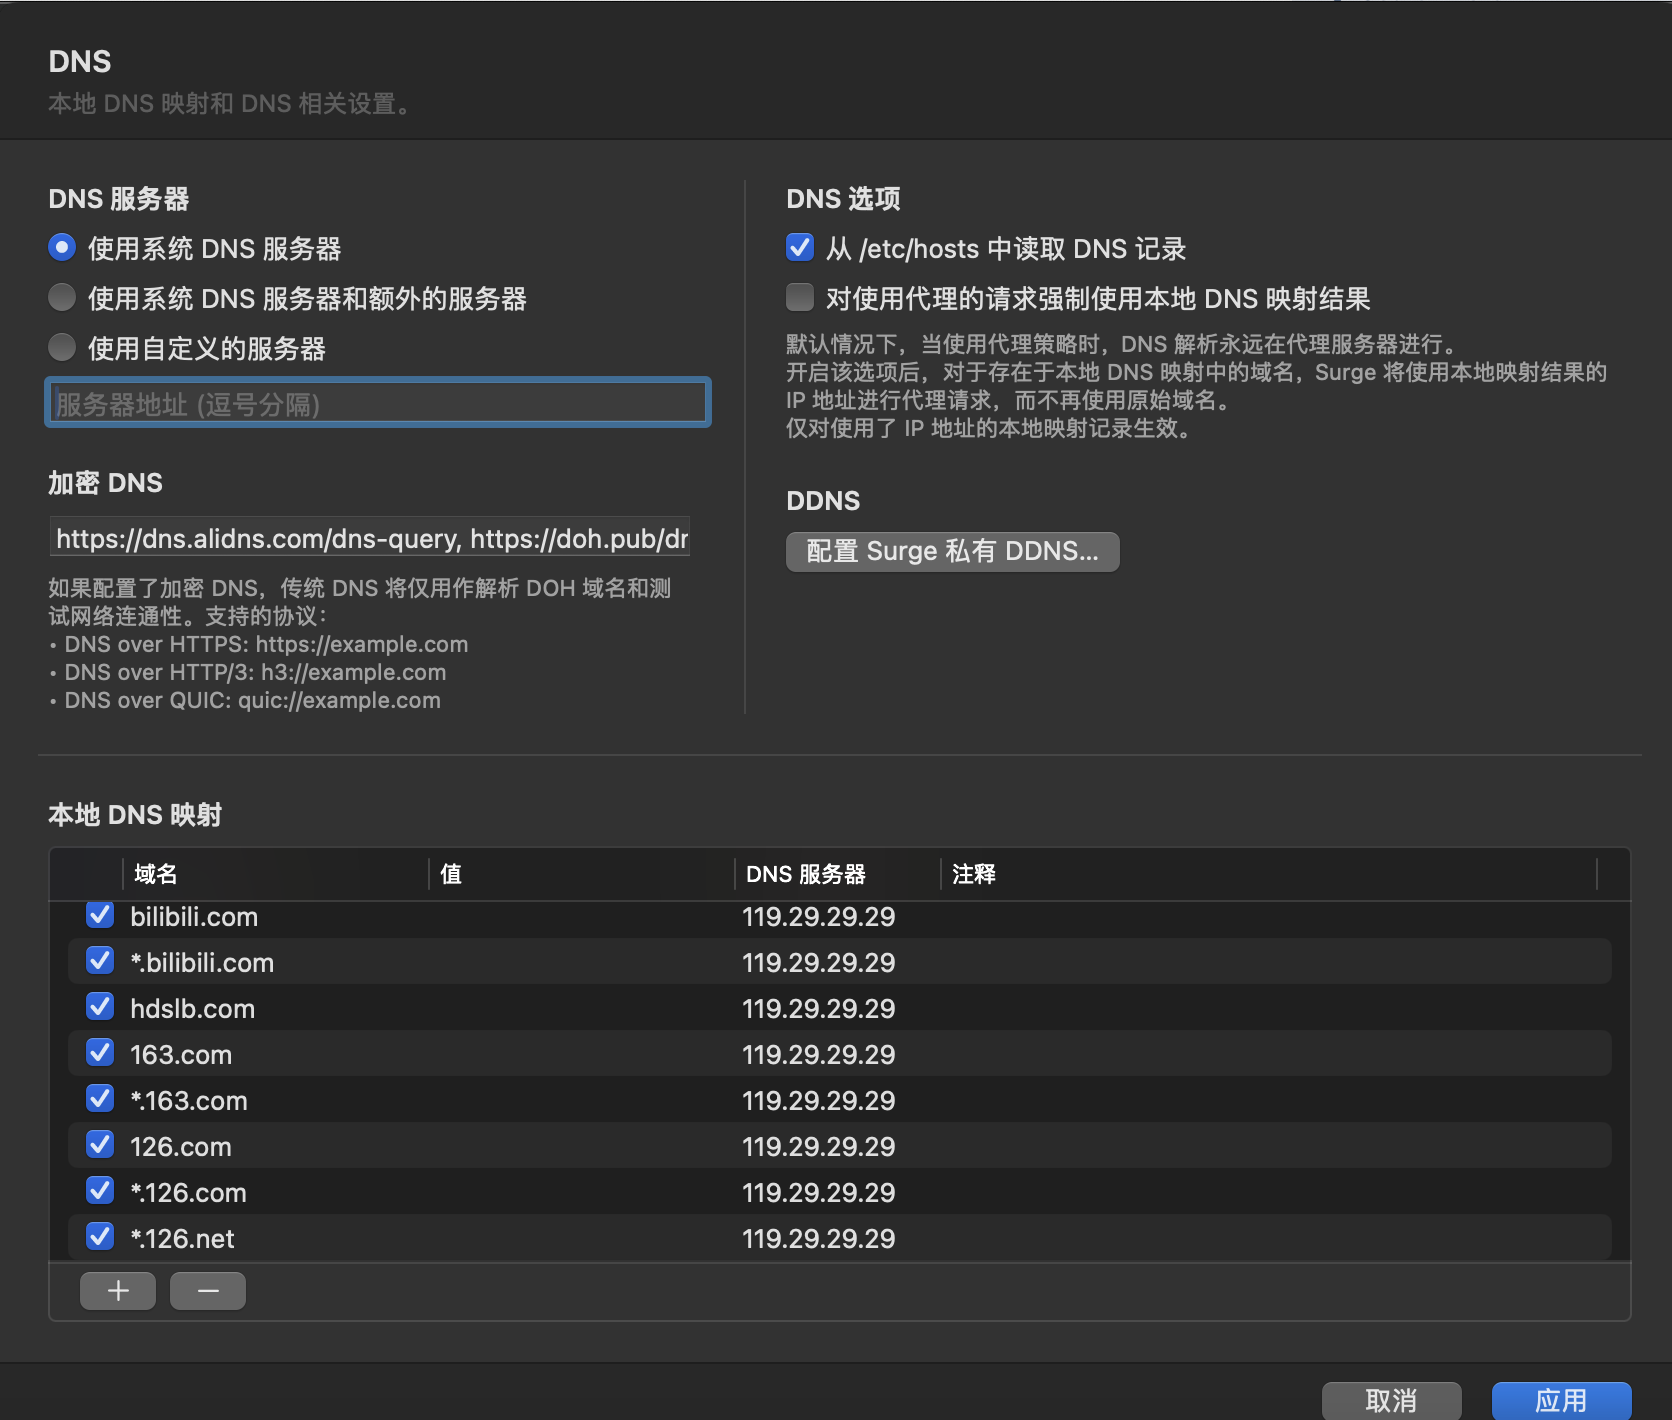 DNS
本地 DNS 映射和 DNS 相关设置。
DNS 服务器
使用系统 DNS 服务器
使用系统 DNS 服务器和额外的服务器
使用自定义的服务器
服务器地址 (逗号分隔)
加密 DNS
https://dns.alidns.com/dns-query, https://doh.pub/dr
如果配置了加密 DNS，传统 DNS 将仅用作解析 DOH 域名和测
试网络连通性。支持的协议：
• DNS over HTTPS: https://example.com
• DNS over HTTP/3: h3://example.com
• DNS over QUIC: quic://example.com
DNS 选项
从 /etc/hosts 中读取 DNS 记录
对使用代理的请求强制使用本地 DNS 映射结果
默认情况下，当使用代理策略时，DNS 解析永远在代理服务器进行。
开启该选项后，对于存在于本地 DNS 映射中的域名，Surge 将使用本地映射结果的
IP 地址进行代理请求，而不再使用原始域名。
仅对使用了 IP 地址的本地映射记录生效。
DDNS
配置 Surge 私有 DDNS...
本地 DNS 映射
域名 值 DNS 服务器 注释
bilibili.com 119.29.29.29
*.bilibili.com 119.29.29.29
hdslb.com 119.29.29.29
163.com 119.29.29.29
*.163.com 119.29.29.29
126.com 119.29.29.29
*.126.com 119.29.29.29
*.126.net 119.29.29.29
取消 应用